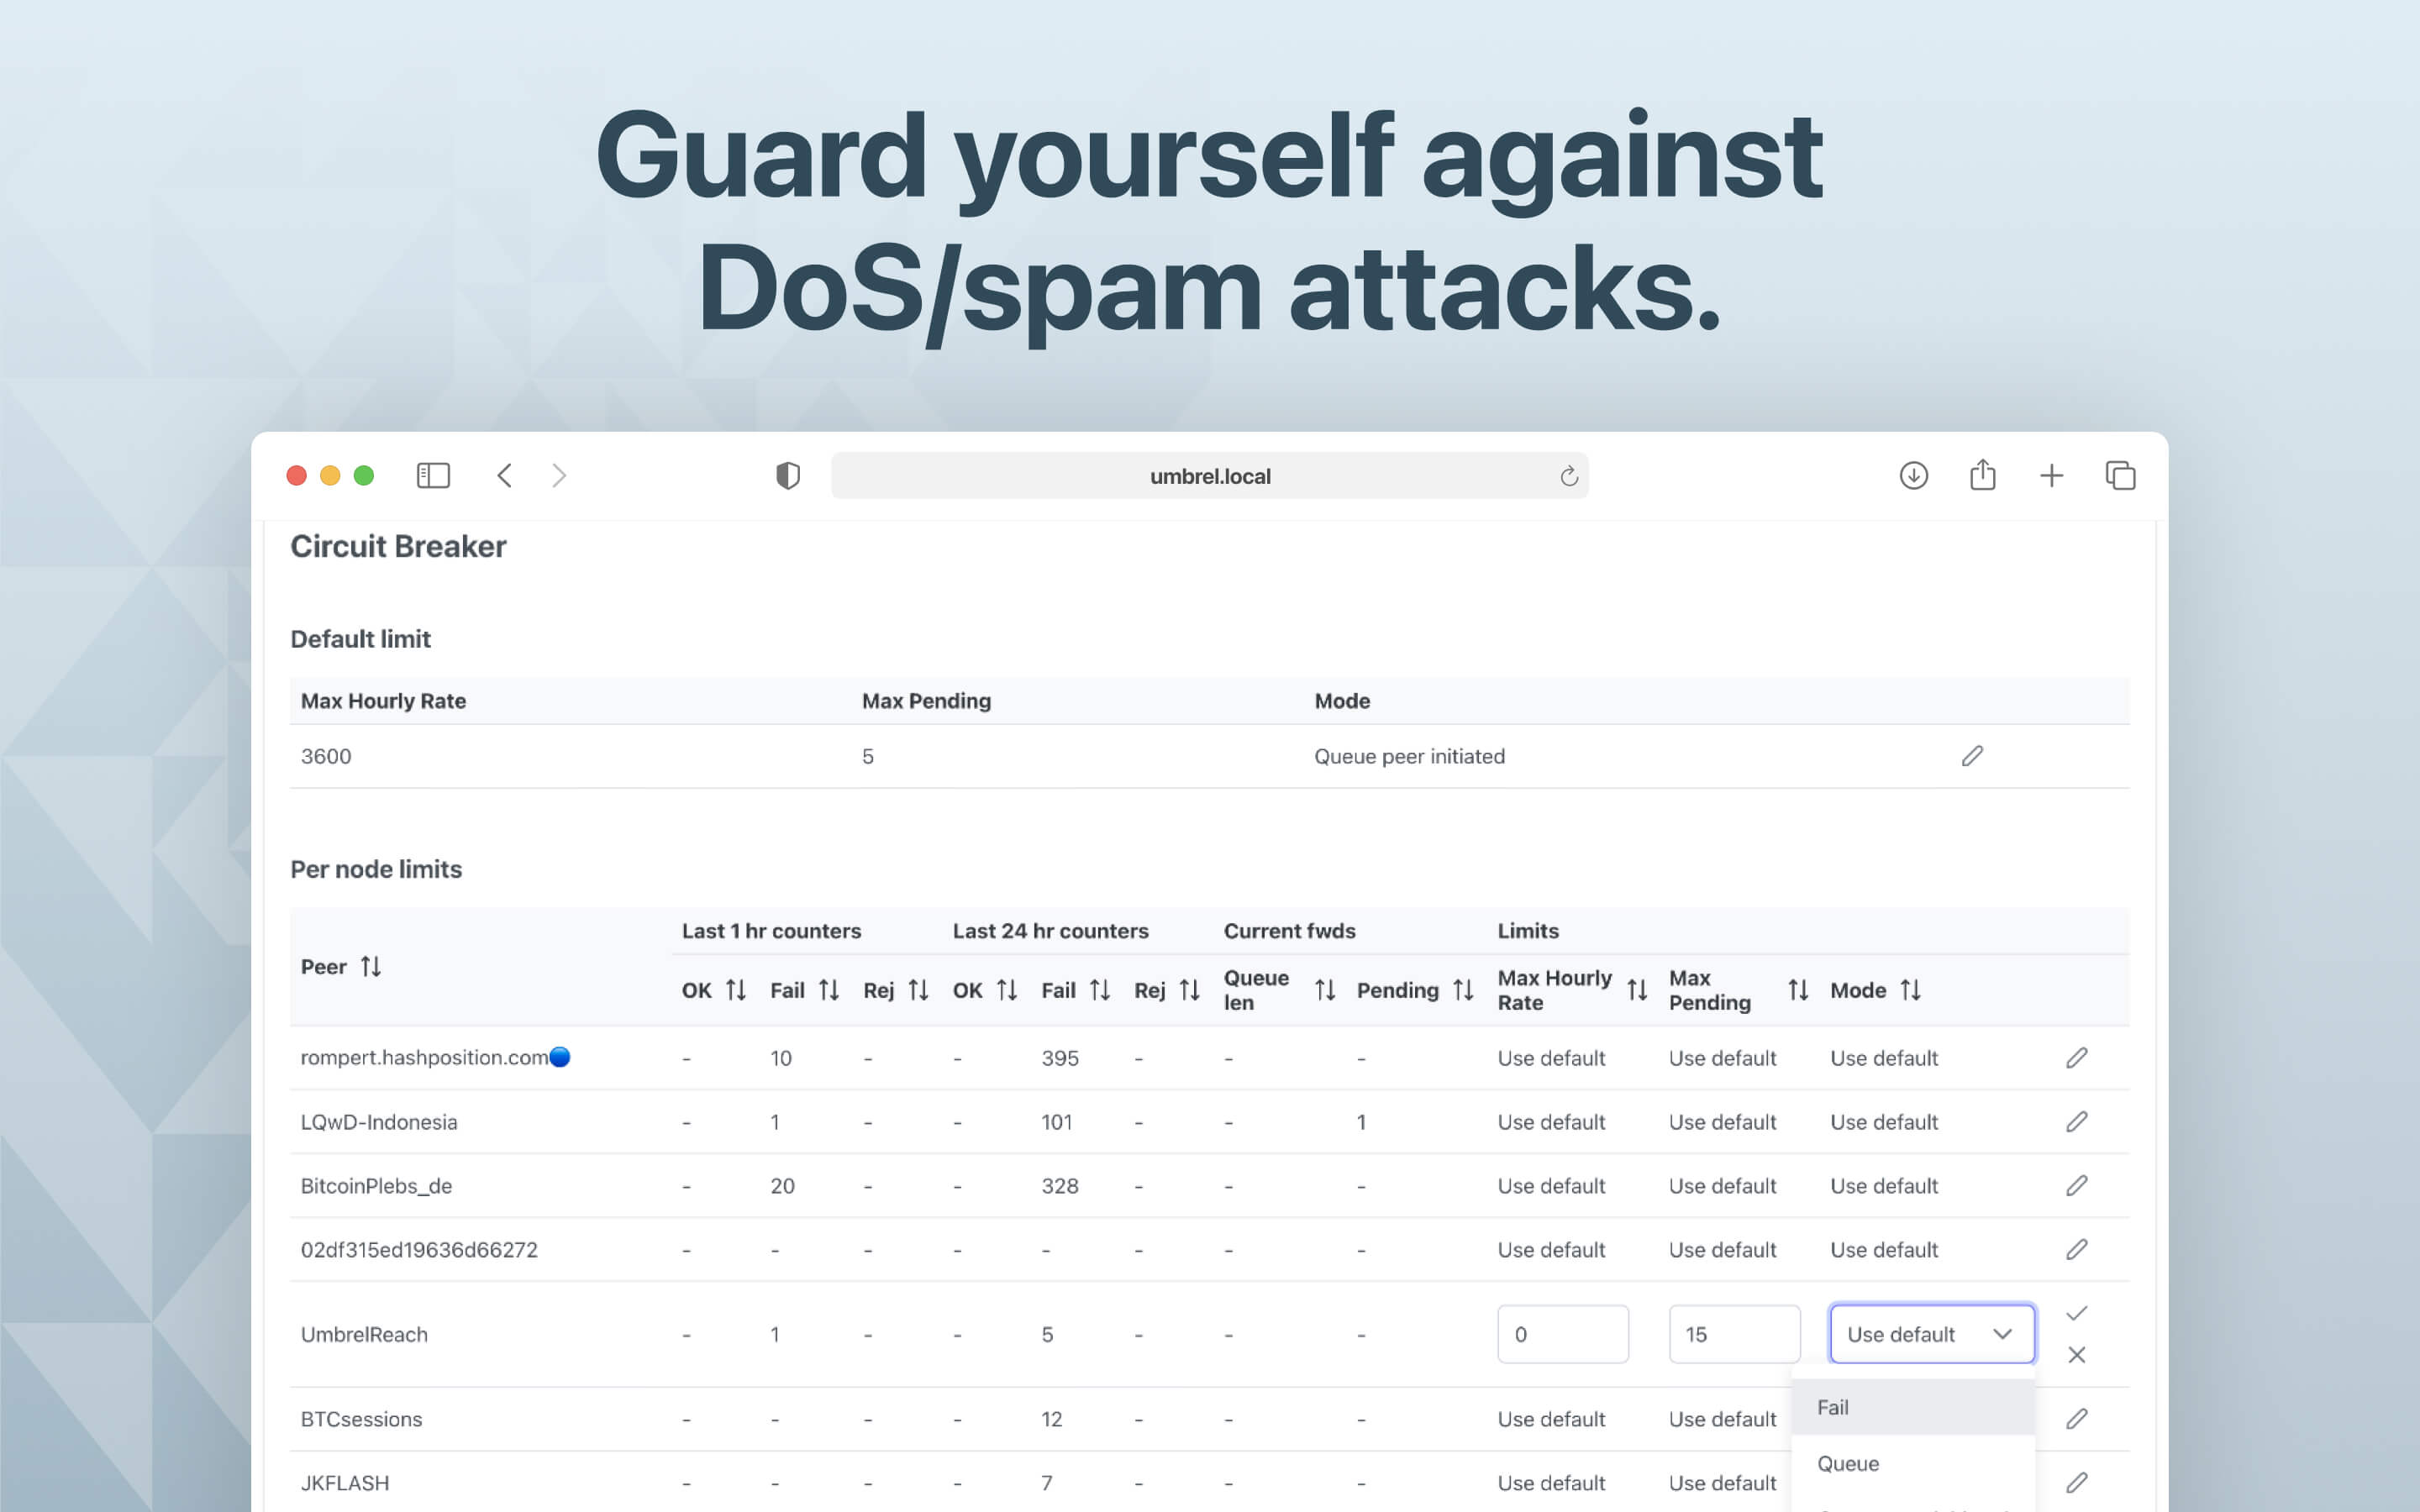 Guard yourself against
DoS/spam attacks.
umbrel.local
Circuit Breaker
Default limit
Max Hourly Rate Max Pending Mode
3600 5 Queue peer initiated
Per node limits
Peer Last 1 hr counters Last 24 hr counters Current fwds Limits
OK Fail Rej OK Fail Rej Queue len Pending Max Hourly Rate Max Pending Mode
rompert.hashposition.com - 10 - - 395 - - - Use default Use default Use default
LQwD-Indonesia - 1 - - 101 - - 1 Use default Use default Use default
BitcoinPlebs_de - 20 - - 328 - - - Use default Use default Use default
02df315ed19636d66272 - - - - - - - - Use default Use default Use default
UmbrelReach - 1 - - 5 - - - 0 15 Use default
Fail
BTCsessions - - - - 12 - - - Use default Use default
Queue
JKFLASH - - - - 7 - - - Use default Use default